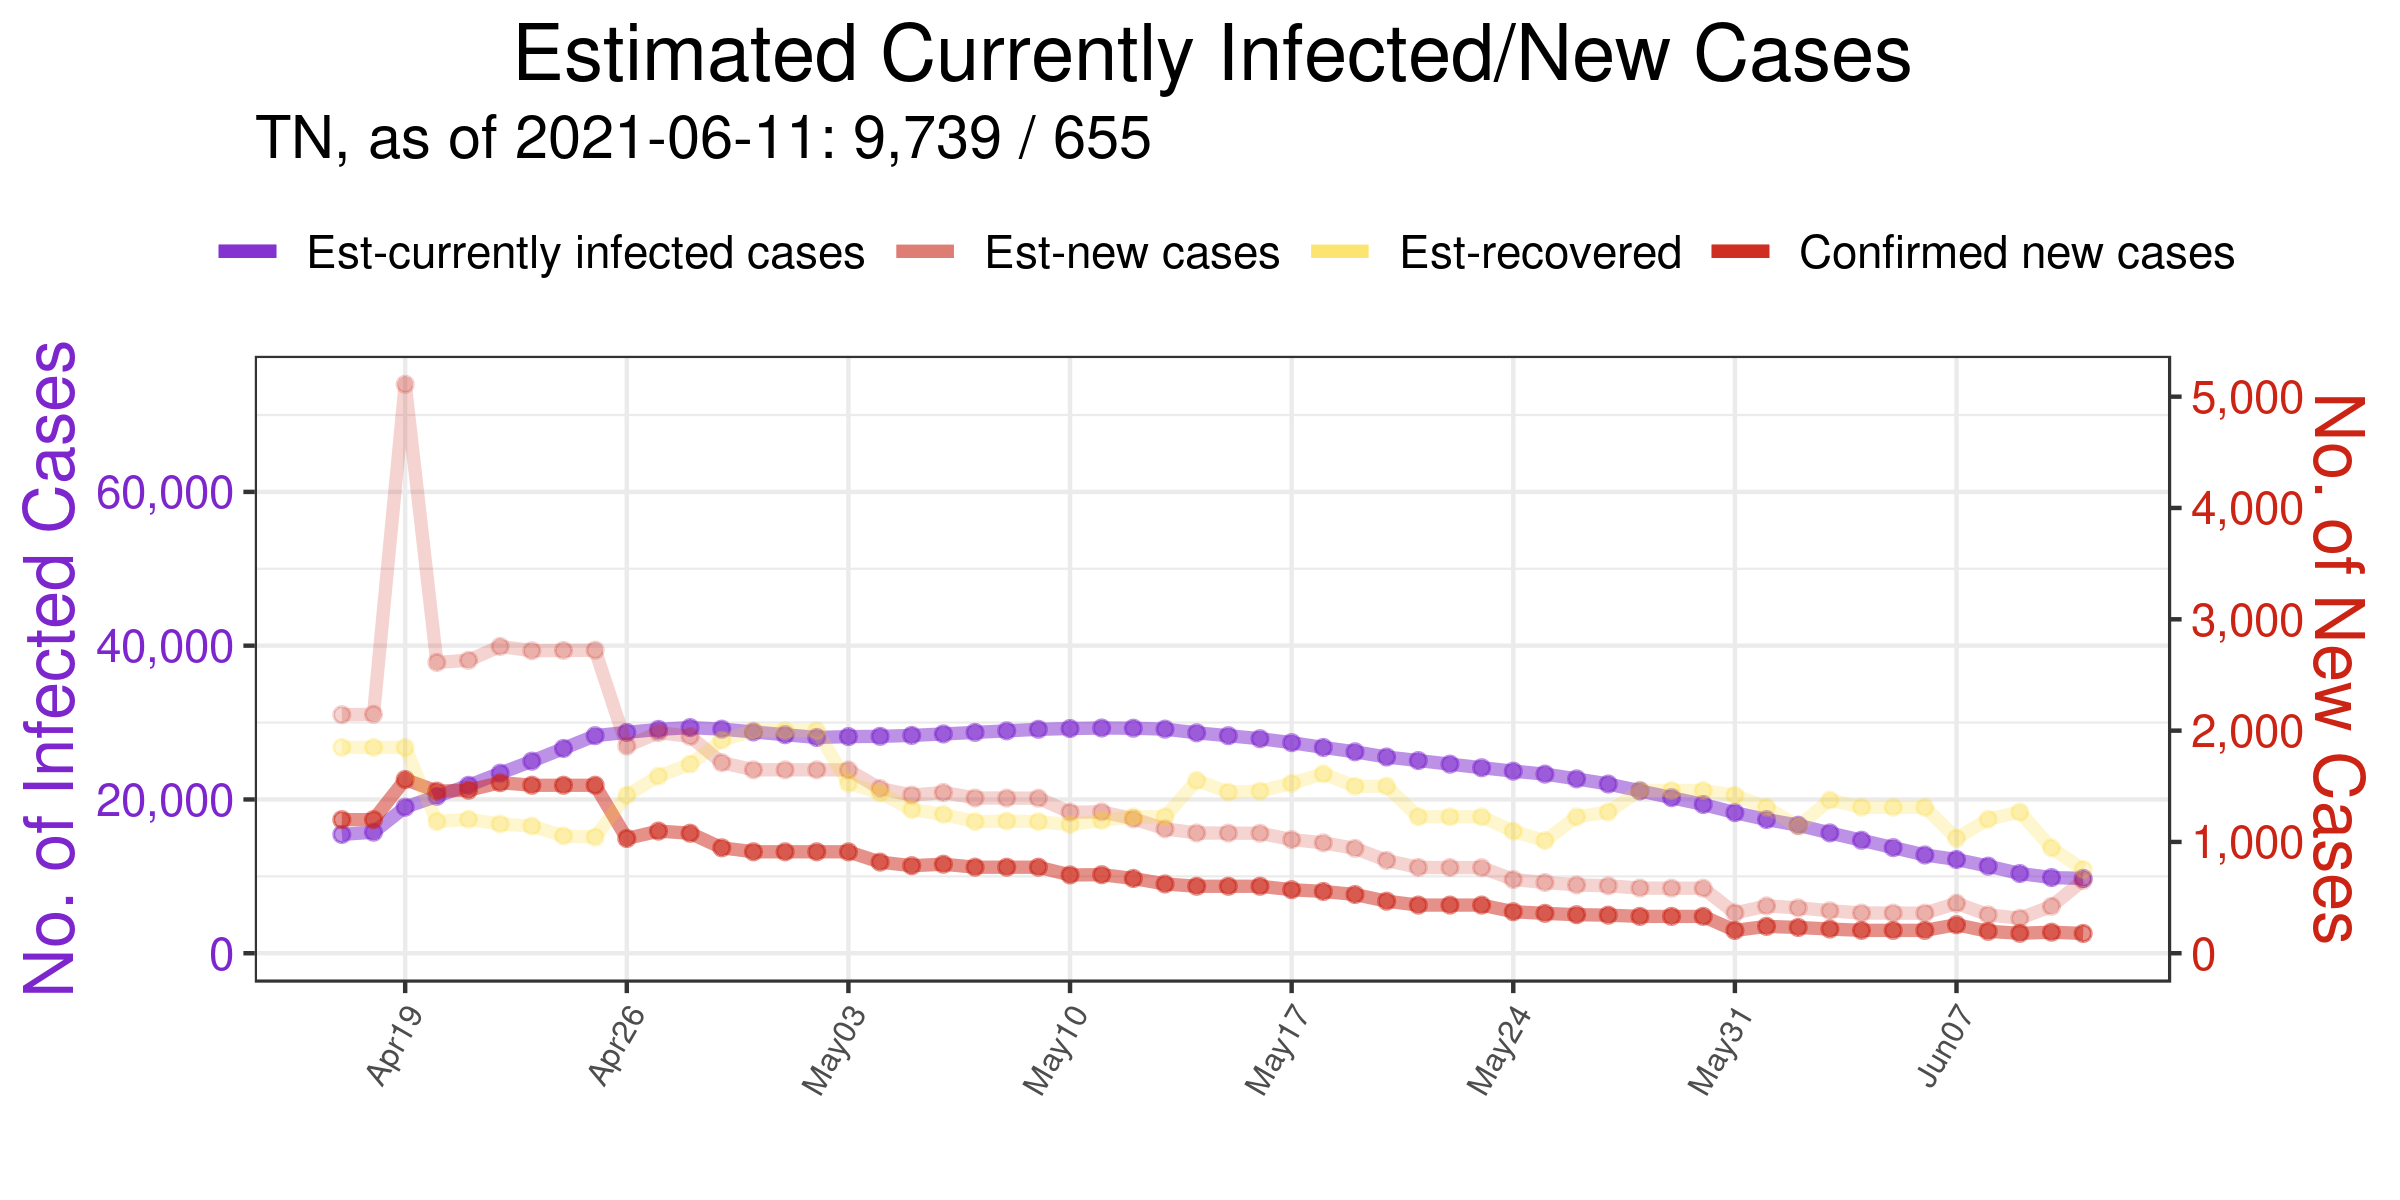 Estimated Currently Infected/New Cases
TN, as of 2021-06-11: 9,739 / 655
Est-currently infected cases Est-new cases Est-recovered Confirmed new cases
No. of Infected Cases
60,000
40,000
20,000
0
5,000
4,000
3,000
2,000
1,000
0
No. of New Cases
Apr19 Apr26 May03 May10 May17 May24 May31 Jun07